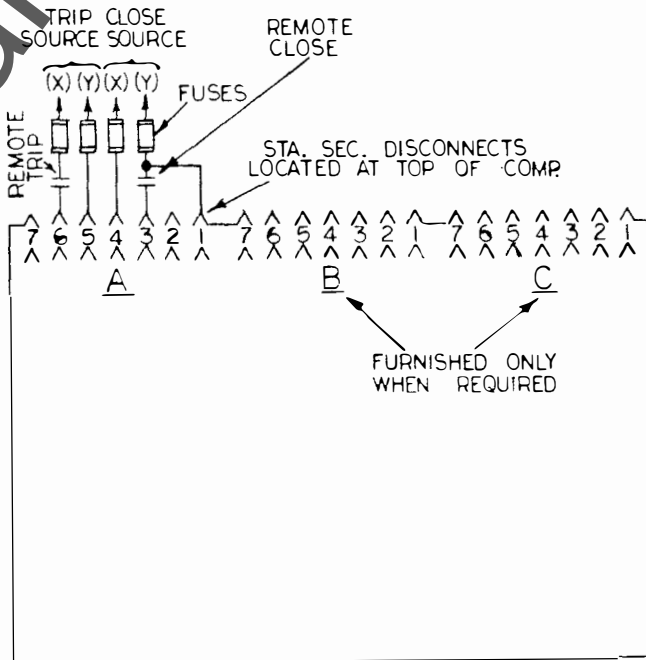 TRIP CLOSE
SOURCE SOURCE
(X) (Y) (X) (Y)
REMOTE
CLOSE
FUSES
REMOTE
TRIP
STA. SEC. DISCONNECTS
LOCATED AT TOP OF COMP.
7 6 5 4 3 2 1 7 6 5 4 3 2 1 7 6 5 4 3 2 1
A B C
FURNISHED ONLY
WHEN REQUIRED